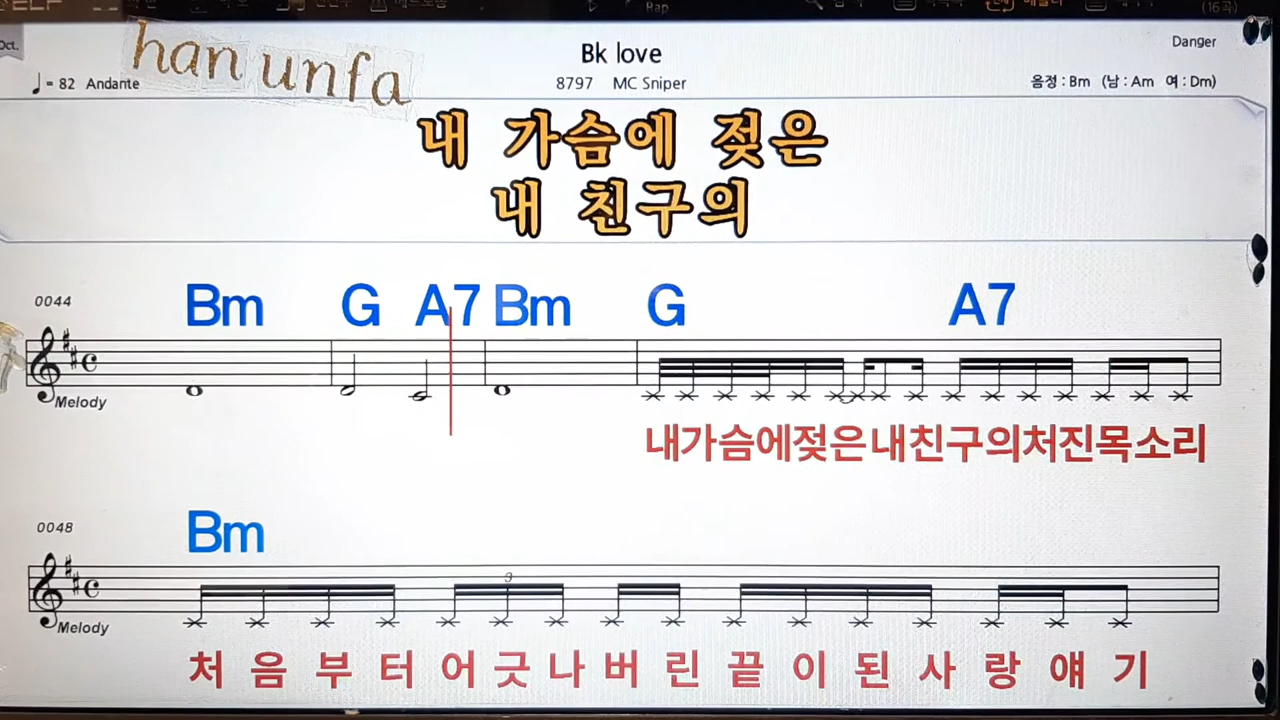 Rap
(16곡)
Oct.
han unfa
Bk love
Danger
♩= 82 Andante
8797 MC Sniper
음정 : Bm (남 : Am 여 : Dm)
내 가슴에 젖은
내 친구의
0044
Bm G A7 Bm G A7
Melody
내가슴에젖은내친구의처진목소리
0048
Bm
3
Melody
처음부터어긋나버린끝이된사랑얘기